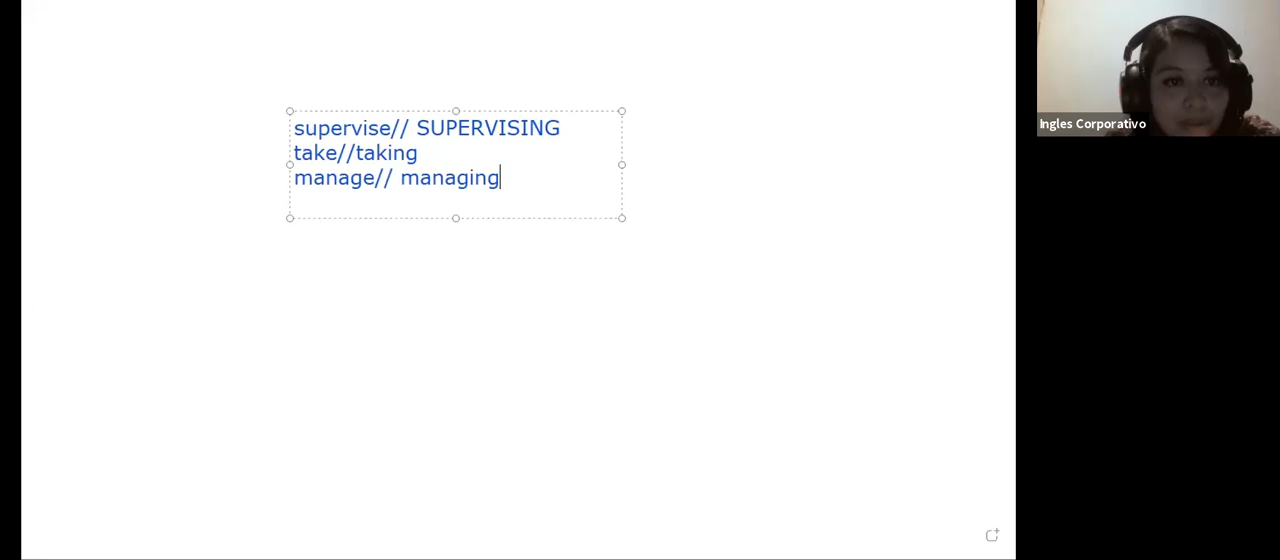 supervise// SUPERVISING
take//taking
manage// managing
Ingles Corporativo